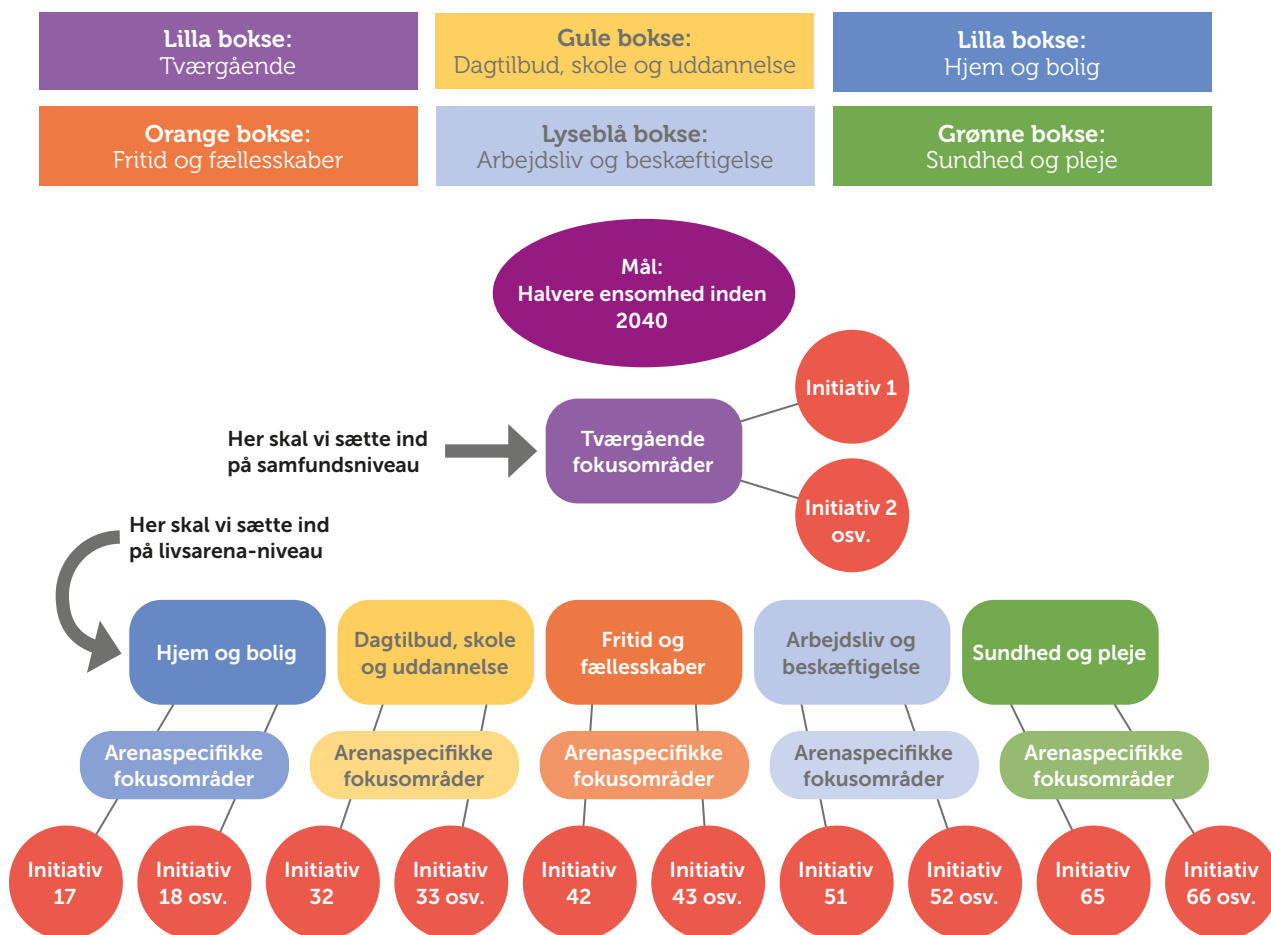 Lilla bokse:
Tværgående
Gule bokse:
Dagtilbud, skole og uddannelse
Lilla bokse:
Hjem og bolig
Orange bokse:
Fritid og fællesskaber
Lyseblå bokse:
Arbejdsliv og beskæftigelse
Grønne bokse:
Sundhed og pleje
Mål:
Halvere ensomhed inden
2040
Initiativ 1
Her skal vi sætte ind
på samfundsniveau
Tværgående
fokusområder
Initiativ 2
osv.
Her skal vi sætte ind
på livsarena-niveau
Hjem og bolig
Dagtilbud, skole
og uddannelse
Fritid og
fællesskaber
Arbejdsliv og
beskæftigelse
Sundhed og pleje
Arenaspecifikke
fokusområder
Arenaspecifikke
fokusområder
Arenaspecifikke
fokusområder
Arenaspecifikke
fokusområder
Arenaspecifikke
fokusområder
Initiativ
17
Initiativ
18 osv.
Initiativ
32
Initiativ
33 osv.
Initiativ
42
Initiativ
43 osv.
Initiativ
51
Initiativ
52 osv.
Initiativ
65
Initiativ
66 osv.